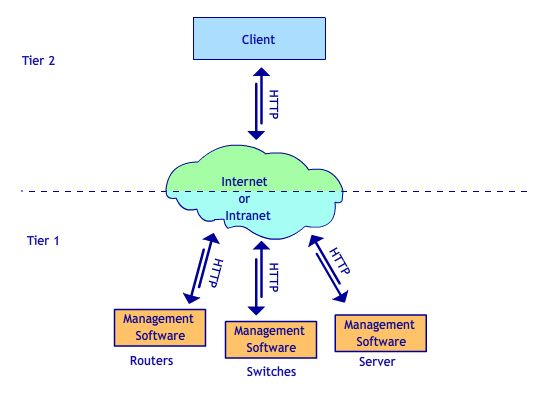 Client
Tier 2
HTTP
Internet
or
Intranet
Tier 1
HTTP
HTTP
HTTP
Management
Software
Routers
Management
Software
Switches
Management
Software
Server